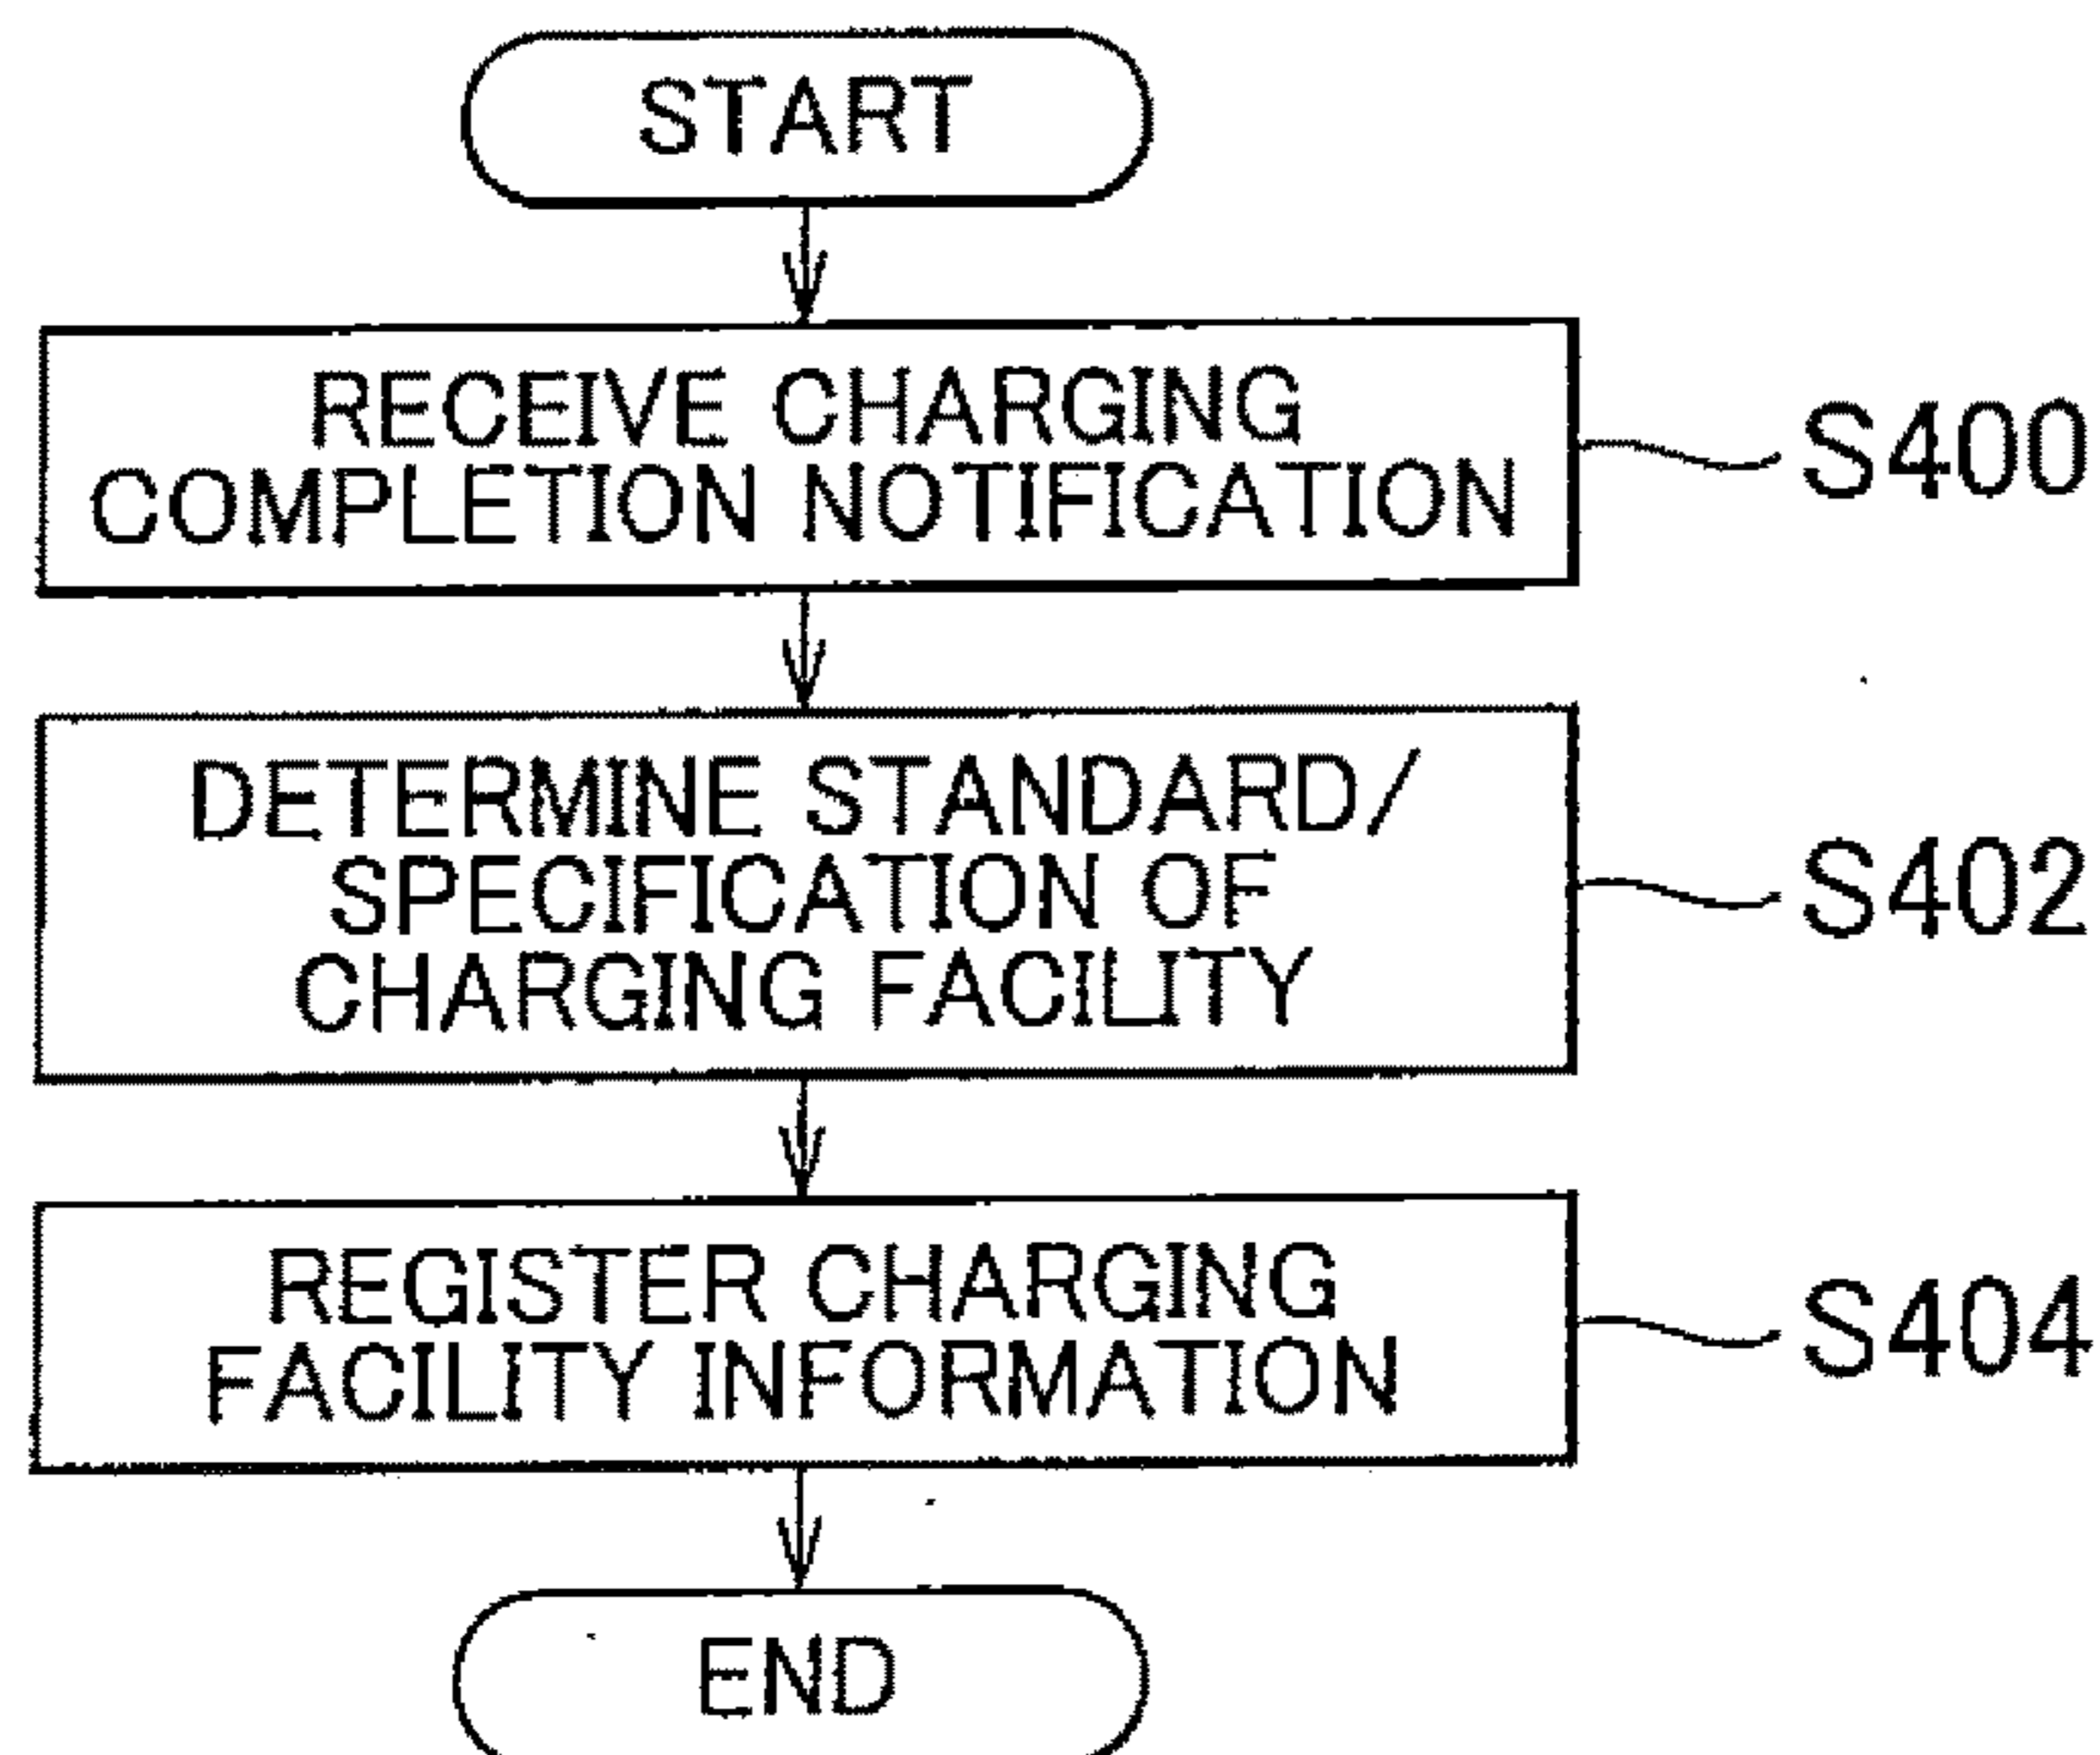 START
RECEIVE CHARGING
COMPLETION NOTIFICATION
S400
DETERMINE STANDARD/
SPECIFICATION OF
CHARGING FACILITY
S402
REGISTER CHARGING
FACILITY INFORMATION
S404
END